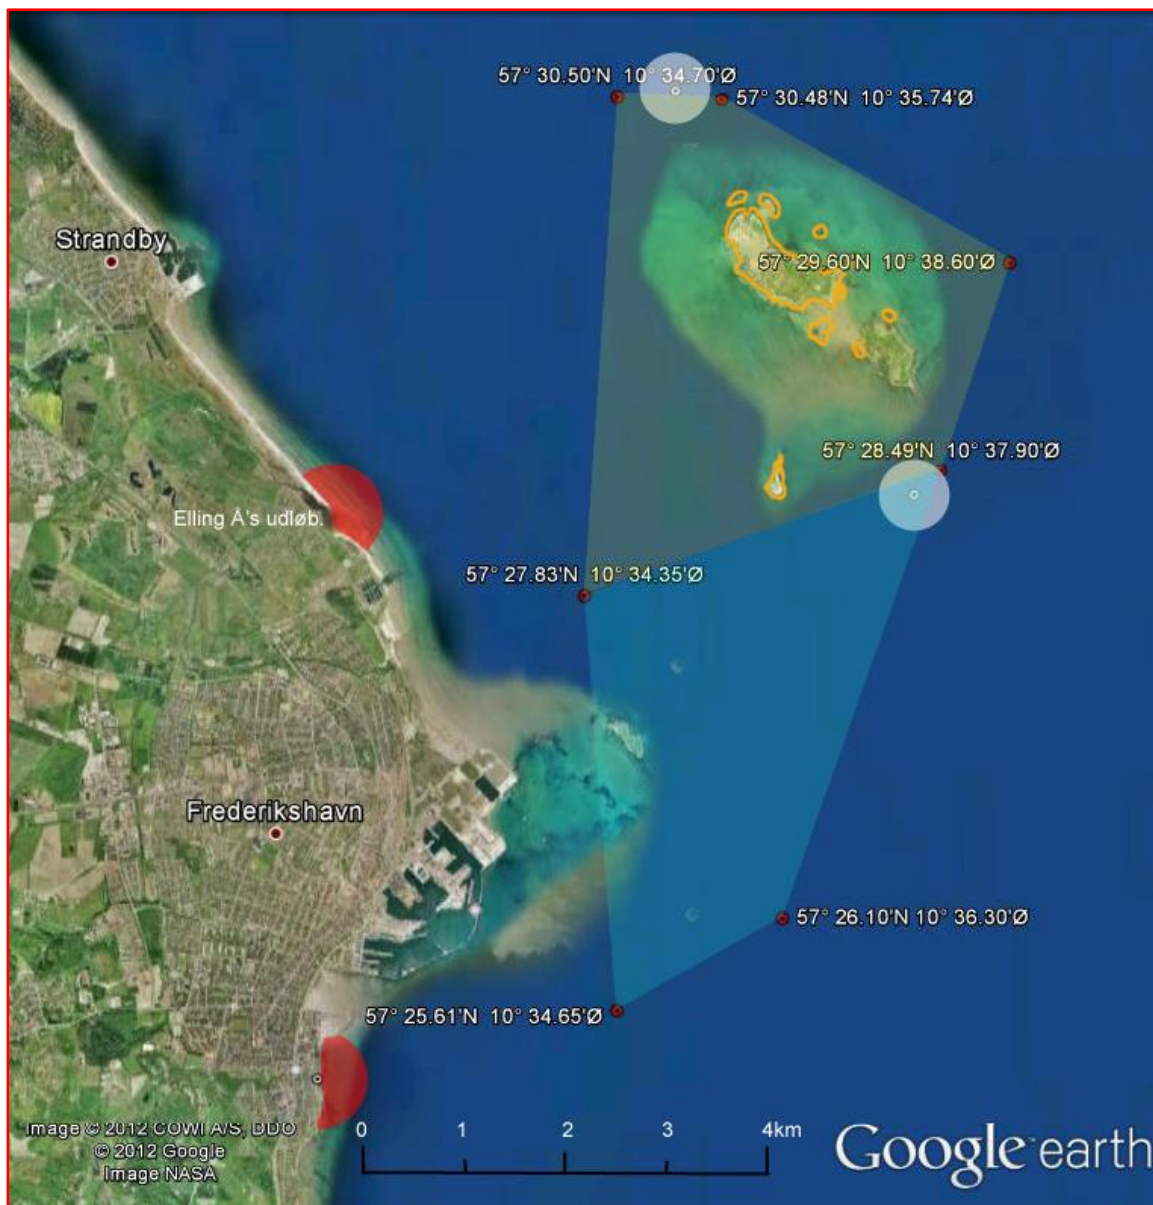 57° 30.50'N 10° 34.70'Ø
57° 30.48'N 10° 35.74'Ø
Strandby
57° 29.60'N 10° 38.60'Ø
57° 28.49'N 10° 37.90'Ø
Elling Å's udløb.
57° 27.83'N 10° 34.35'Ø
Frederikshavn
57° 26.10'N 10° 36.30'Ø
57° 25.61'N 10° 34.65'Ø
Image © 2012 COWI A/S, DDO
© 2012 Google
Image NASA
0 1 2 3 4km
Google earth